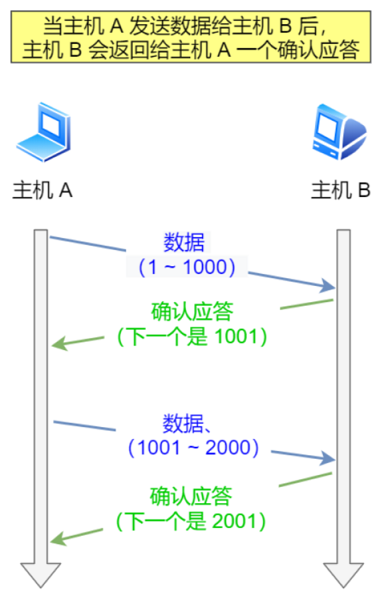 当主机 A 发送数据给主机 B 后，
主机 B 会返回给主机 A 一个确认应答
主机 A
主机 B
数据
（1 ~ 1000）
确认应答
（下一个是 1001）
数据、
（1001 ~ 2000）
确认应答
（下一个是 2001）